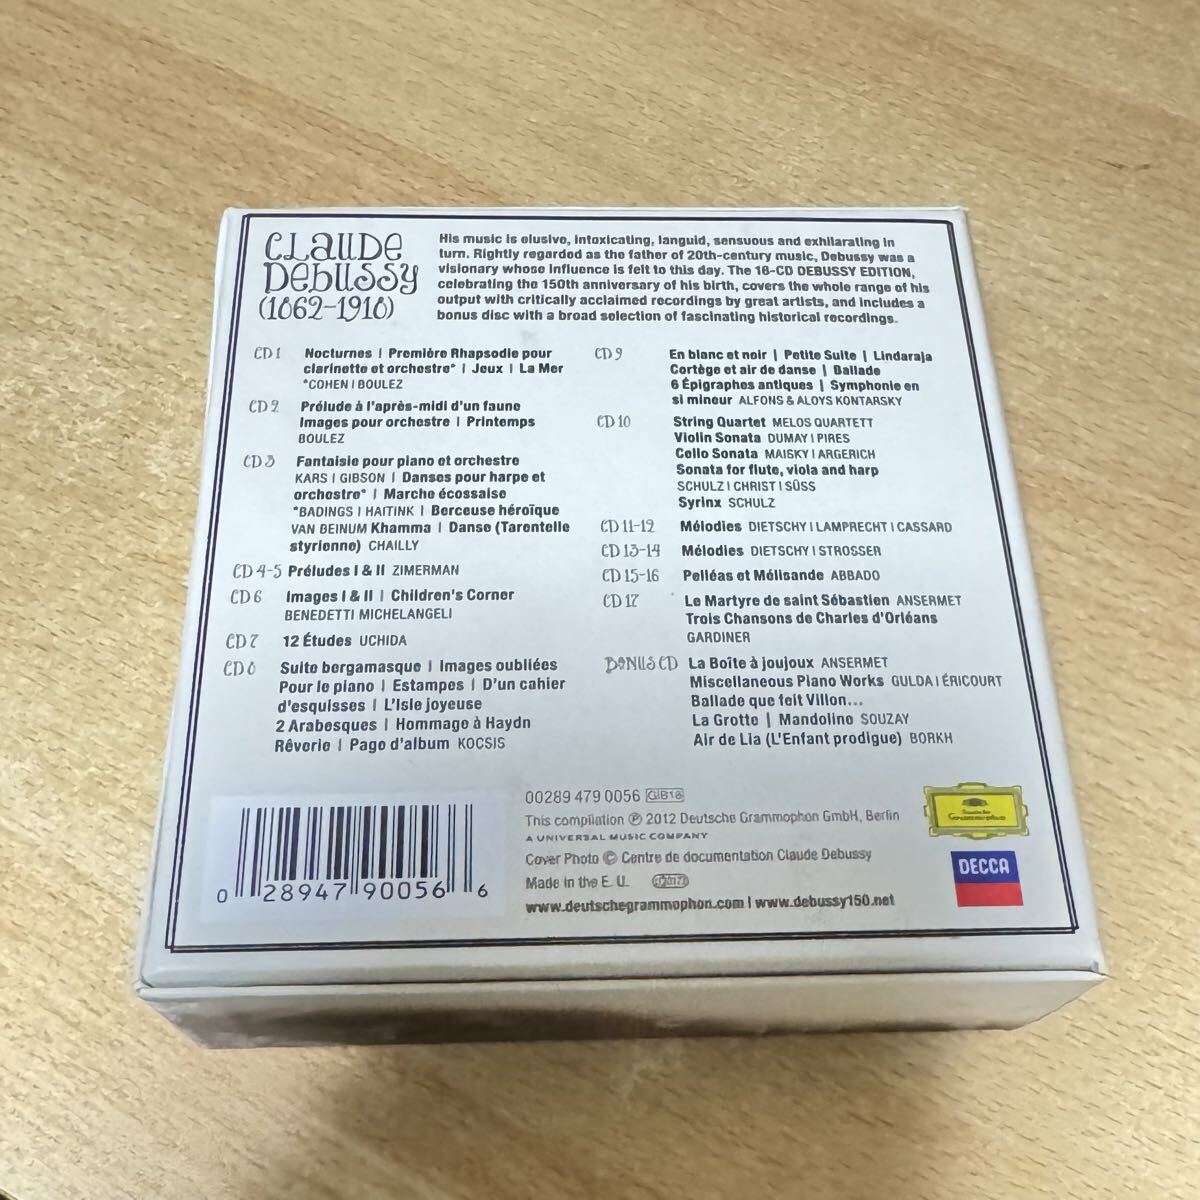 Claude
Debussy
(1862-1918)
His music is elusive, intoxicating, languid, sensuous and exhilarating in
turn. Rightly regarded as the father of 20th-century music, Debussy was a
visionary whose influence is felt to this day. The 18-CD DEBUSSY EDITION,
celebrating the 150th anniversary of his birth, covers the whole range of his
output with critically acclaimed recordings by great artists, and includes a
bonus disc with a broad selection of fascinating historical recordings.
CD 1 Nocturnes | Première Rhapsodie pour
clarinette et orchestre* | Jeux | La Mer
*COHEN | BOULEZ
CD 2 Prélude à l'après-midi d'un faune
Images pour orchestre | Printemps
BOULEZ
CD 3 Fantaisie pour piano et orchestre
KARS | GIBSON | Danses pour harpe et
orchestre* | Marche écossaise
*BADINGS | HAITINK | Berceuse héroïque
VAN BEINUM Khamma | Danse (Tarentelle
styrienne) CHAILLY
CD 4-5 Préludes I & II ZIMERMAN
CD 6 Images I & II | Children's Corner
BENEDETTI MICHELANGELI
CD 7 12 Études UCHIDA
CD 8 Suite bergamasque | Images oubliées
Pour le piano | Estampes | D'un cahier
d'esquisses | L'Isle joyeuse
2 Arabesques | Hommage à Haydn
Rêverie | Page d'album KOCSIS
CD 9 En blanc et noir | Petite Suite | Lindaraja
Cortège et air de danse | Ballade
6 Épigraphes antiques | Symphonie en
si mineur ALFONS & ALOYS KONTARSKY
CD 10 String Quartet MELOS QUARTETT
Violin Sonata DUMAY | PIRES
Cello Sonata MAISKY | ARGERICH
Sonata for flute, viola and harp
SCHULZ | CHRIST | SÜSS
Syrinx SCHULZ
CD 11-12 Mélodies DIETSCHY | LAMPRECHT | CASSARD
CD 13-14 Mélodies DIETSCHY | STROSSER
CD 15-16 Pelléas et Mélisande ABBADO
CD 17 Le Martyre de saint Sébastien ANSERMET
Trois Chansons de Charles d'Orléans
GARDINER
BONUS CD La Boîte à joujoux ANSERMET
Miscellaneous Piano Works GULDA | ÉRICOURT
Ballade que feit Villon...
La Grotte | Mandoline SOUZAY
Air de Lia (L'Enfant prodigue) BORKH
00289 479 0056 GB18
This compilation ℗ 2012 Deutsche Grammophon GmbH, Berlin
A UNIVERSAL MUSIC COMPANY
Cover Photo © Centre de documentation Claude Debussy
Made in the E. U.
www.deutschegrammophon.com | www.debussy150.net
0 28947 90056 6
Deutsche
Grammophon
DECCA